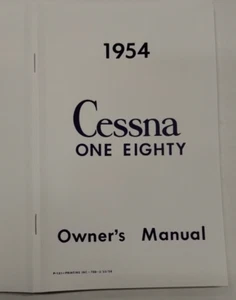 1954
Cessna
ONE EIGHTY
Owner's Manual